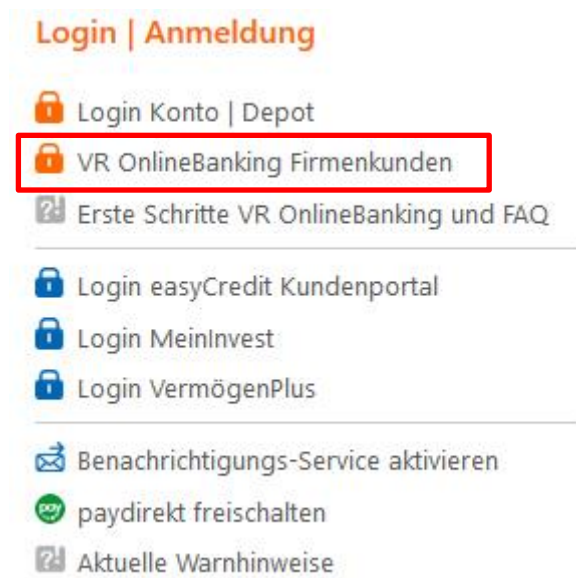 Login | Anmeldung
Login Konto | Depot
VR OnlineBanking Firmenkunden
Erste Schritte VR OnlineBanking und FAQ
Login easyCredit Kundenportal
Login MeinInvest
Login VermögenPlus
Benachrichtigungs-Service aktivieren
pay paydirekt freischalten
Aktuelle Warnhinweise